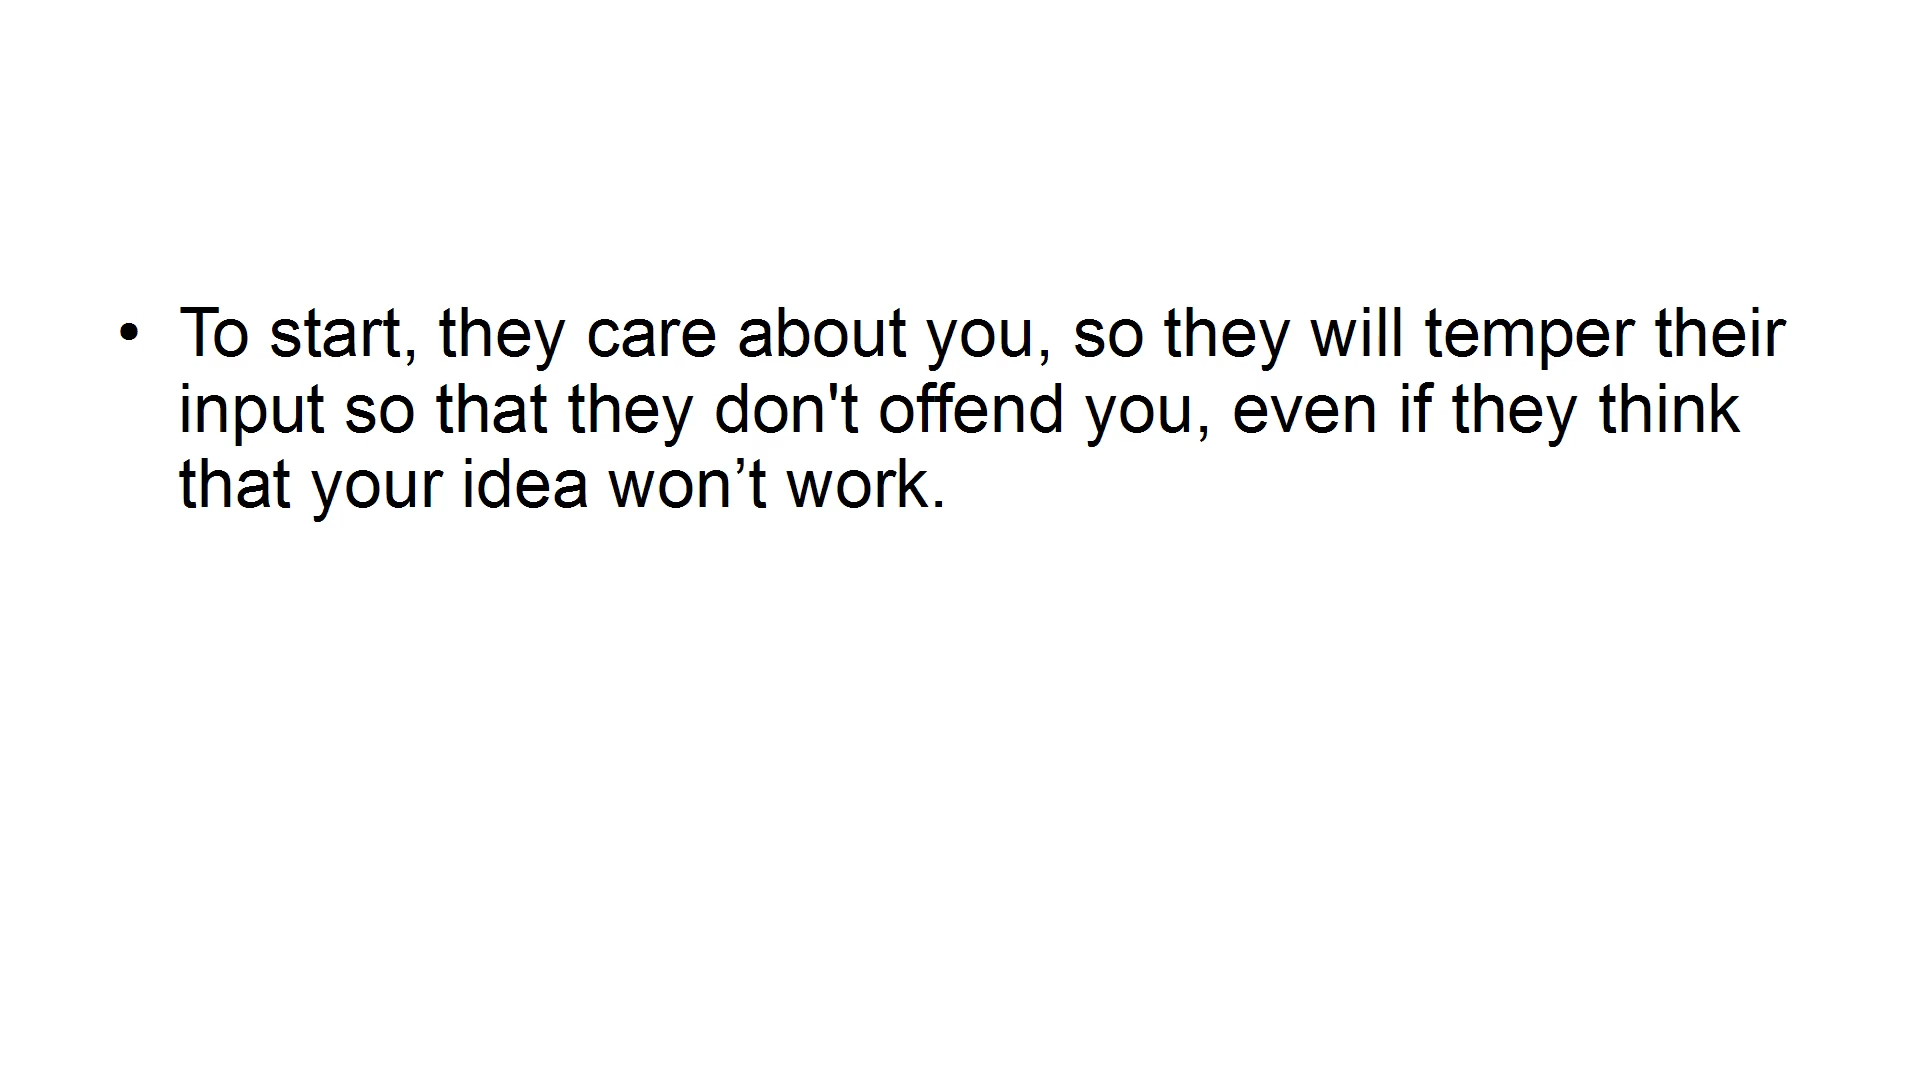 • To start, they care about you, so they will temper their
input so that they don't offend you, even if they think
that your idea won’t work.